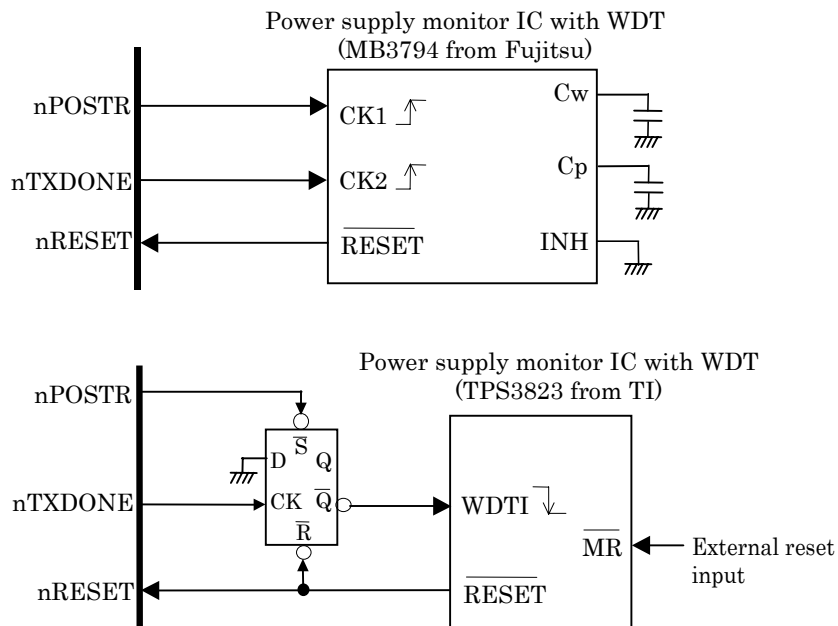 Power supply monitor IC with WDT
(MB3794 from Fujitsu)
nPOSTR
CK1
Cw
nTXDONE
CK2
Cp
nRESET
RESET
INH
Power supply monitor IC with WDT
(TPS3823 from TI)
nPOSTR
S
D Q
nTXDONE
CK Q
WDTI
R
MR
External reset
input
nRESET
RESET